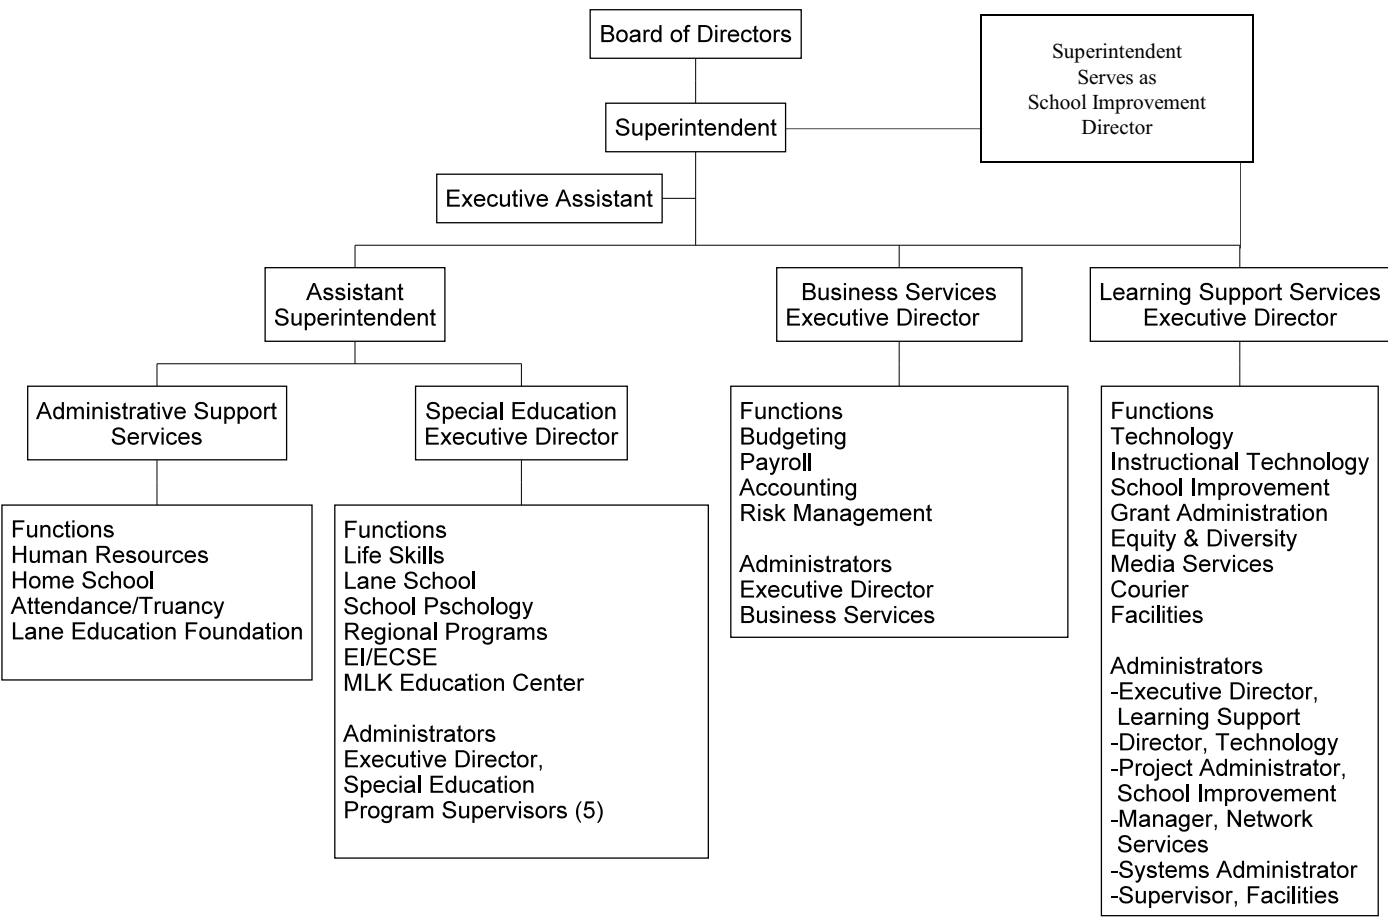 Board of Directors
Superintendent
Serves as
School Improvement
Director
Superintendent
Executive Assistant
Assistant
Superintendent
Business Services
Executive Director
Learning Support Services
Executive Director
Administrative Support
Services
Special Education
Executive Director
Functions
Human Resources
Home School
Attendance/Truancy
Lane Education Foundation
Functions
Life Skills
Lane School
School Pschology
Regional Programs
EI/ECSE
MLK Education Center
Administrators
Executive Director,
Special Education
Program Supervisors (5)
Functions
Budgeting
Payroll
Accounting
Risk Management
Administrators
Executive Director
Business Services
Functions
Technology
Instructional Technology
School Improvement
Grant Administration
Equity & Diversity
Media Services
Courier
Facilities
Administrators
-Executive Director,
Learning Support
-Director, Technology
-Project Administrator,
School Improvement
-Manager, Network
Services
-Systems Administrator
-Supervisor, Facilities